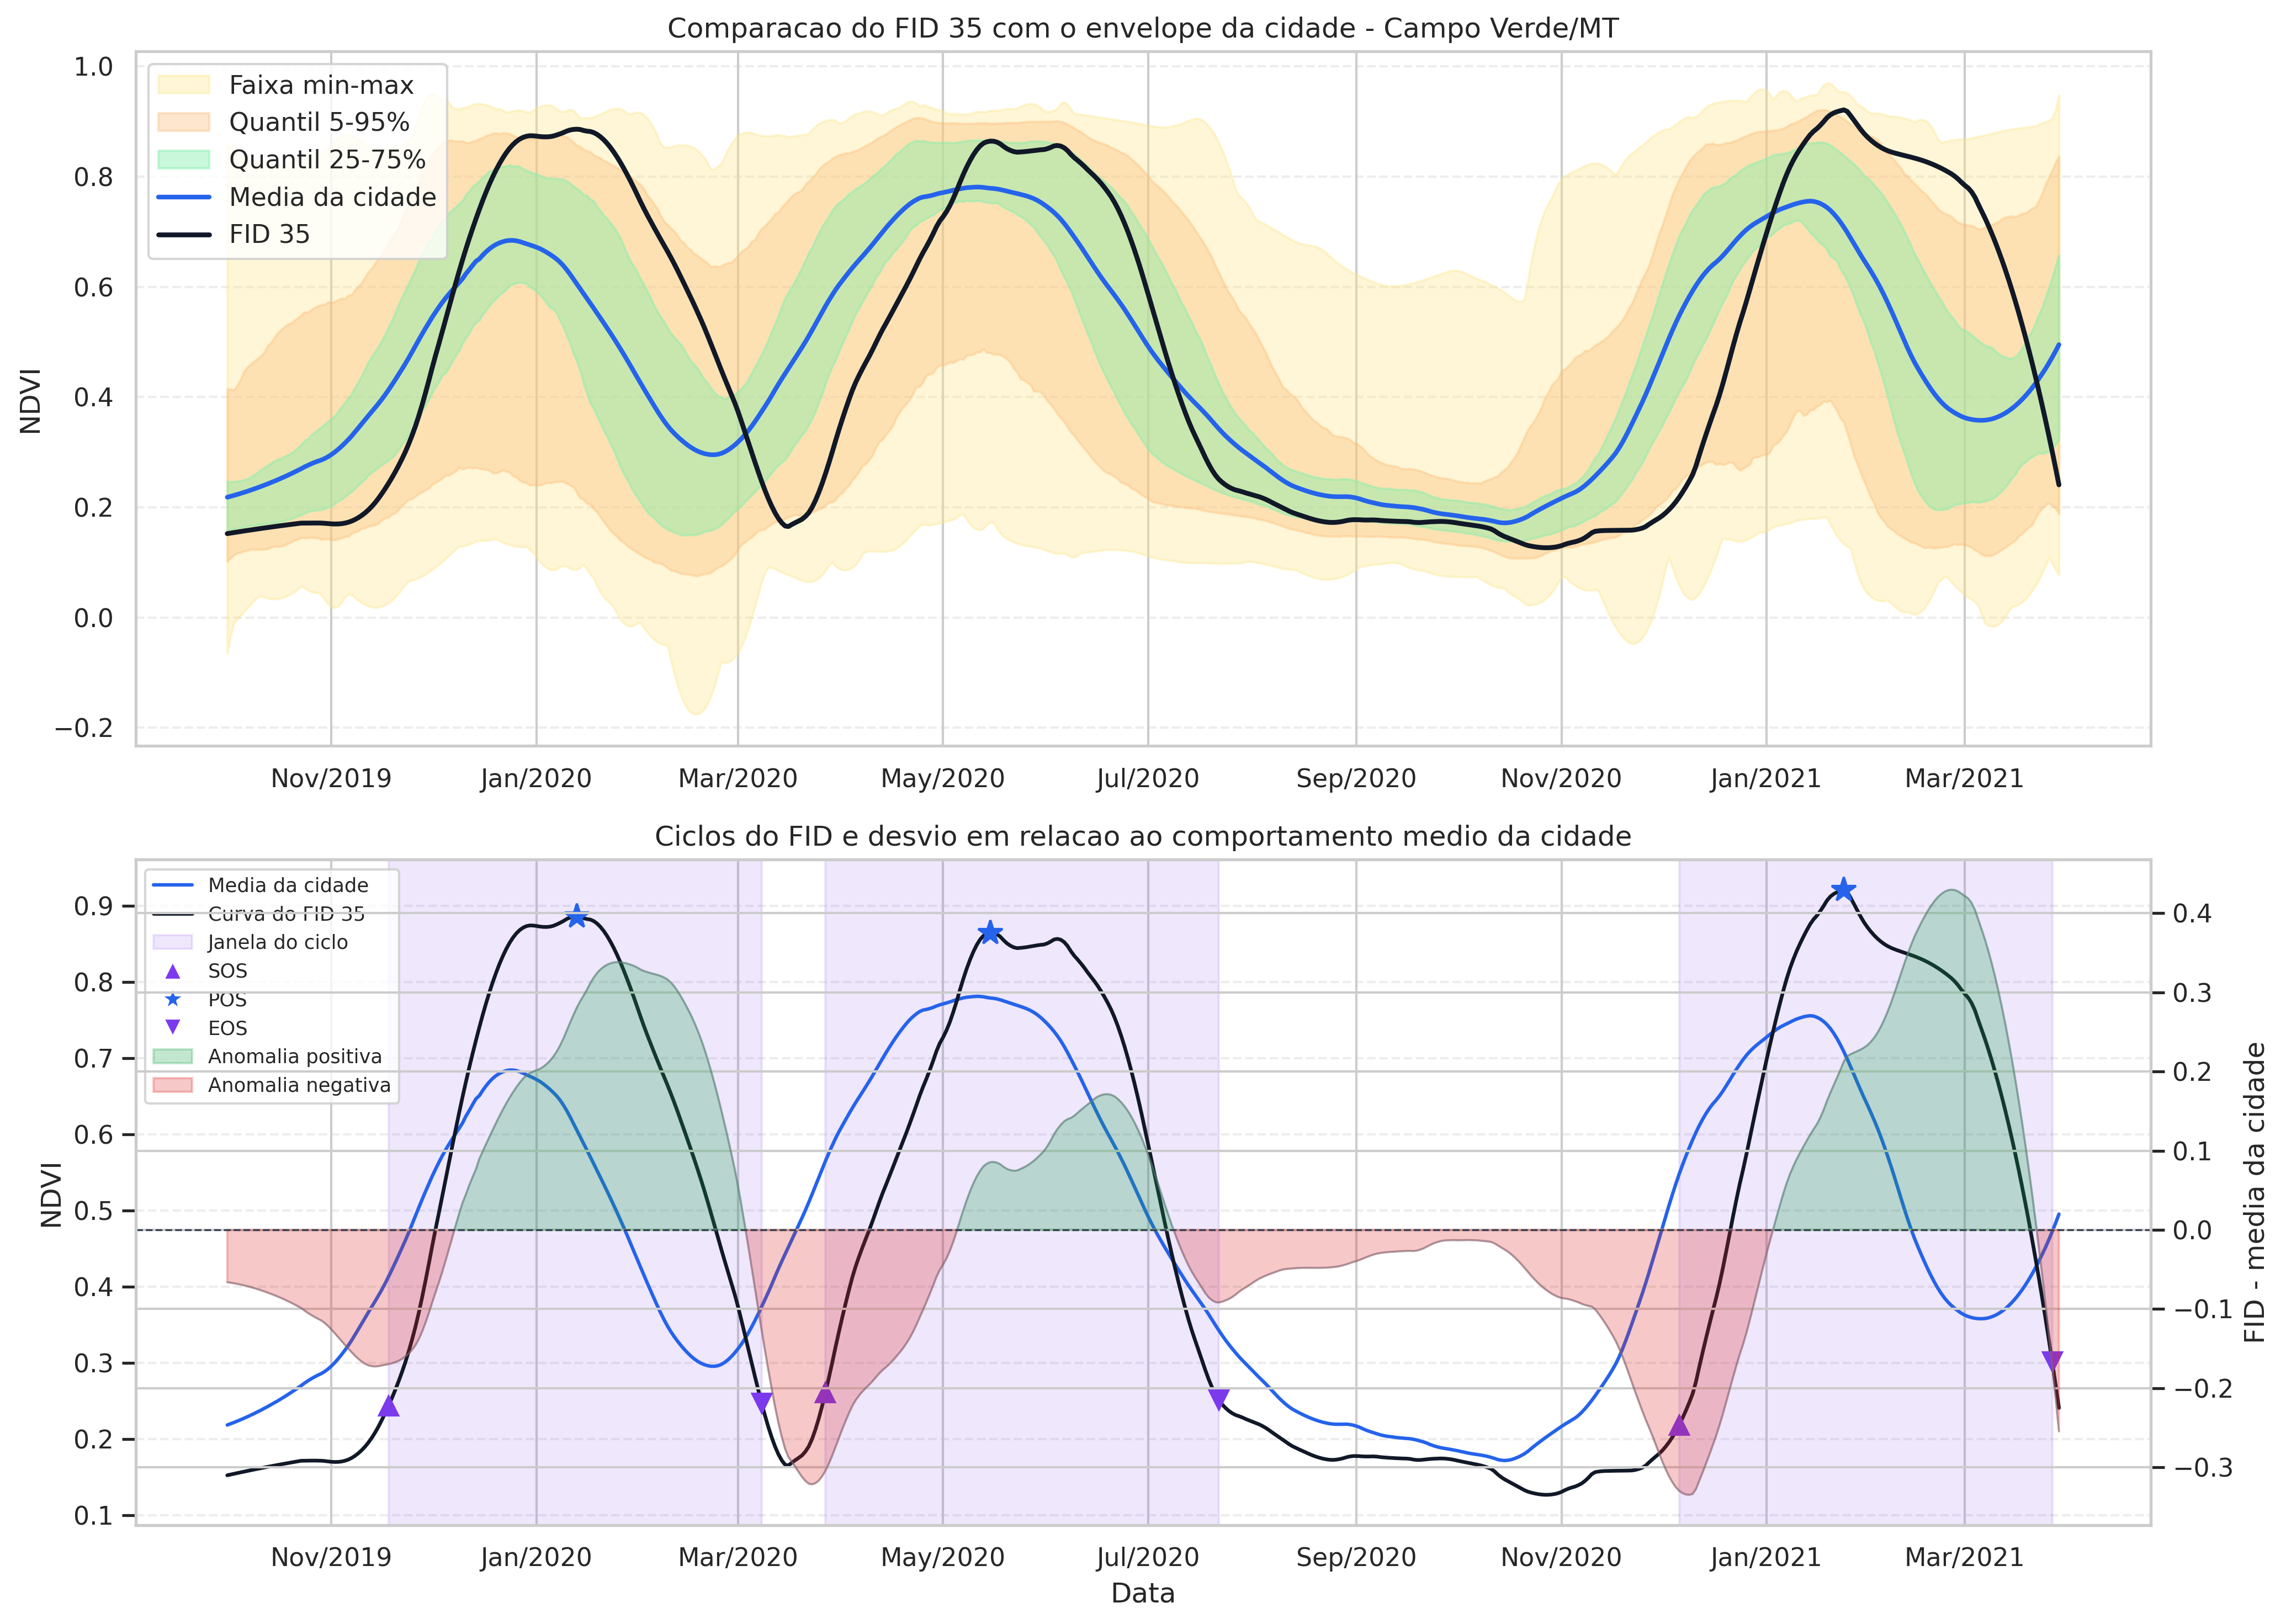 Comparacao do FID 35 com o envelope da cidade - Campo Verde/MT
1.0
0.8
0.6
0.4
0.2
0.0
−0.2
NDVI
Faixa min-max
Quantil 5-95%
Quantil 25-75%
Media da cidade
FID 35
Nov/2019 Jan/2020 Mar/2020 May/2020 Jul/2020 Sep/2020 Nov/2020 Jan/2021 Mar/2021
Ciclos do FID e desvio em relacao ao comportamento medio da cidade
0.9
0.8
0.7
0.6
0.5
0.4
0.3
0.2
0.1
NDVI
Media da cidade
Curva do FID 35
Janela do ciclo
SOS
POS
EOS
Anomalia positiva
Anomalia negativa
0.4
0.3
0.2
0.1
0.0
−0.1
−0.2
−0.3
FID - media da cidade
Nov/2019 Jan/2020 Mar/2020 May/2020 Jul/2020 Sep/2020 Nov/2020 Jan/2021 Mar/2021
Data